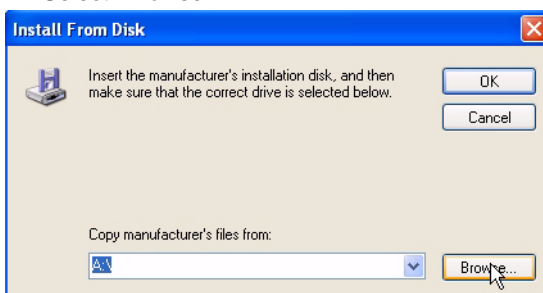 Install From Disk
Insert the manufacturer's installation disk, and then
make sure that the correct drive is selected below.
OK
Cancel
Copy manufacturer's files from:
A:\
Browse...